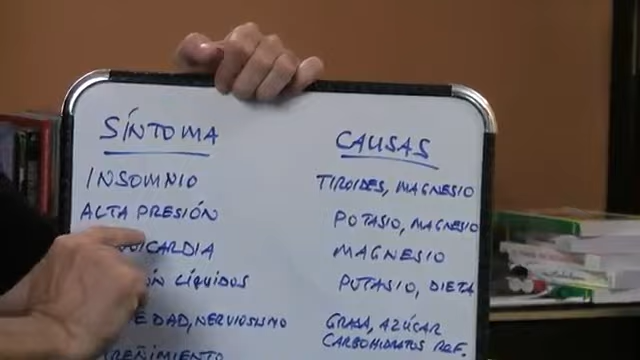 SÍNTOMA CAUSAS
INSOMNIO TIROIDES, MAGNESIO
ALTA PRESIÓN POTASIO, MAGNESIO
MAGNESIO
LÍQUIDOS POTASIO, DIETA
NERVIOSISMO GRASA, AZÚCAR
CARBOHIDRATOS REF.